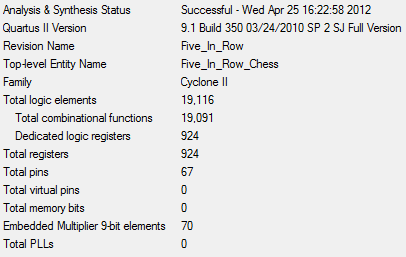 Analysis & Synthesis Status Successful - Wed Apr 25 16:22:58 2012
Quartus II Version 9.1 Build 350 03/24/2010 SP 2 SJ Full Version
Revision Name Five_In_Row
Top-level Entity Name Five_In_Row_Chess
Family Cyclone II
Total logic elements 19,116
Total combinational functions 19,091
Dedicated logic registers 924
Total registers 924
Total pins 67
Total virtual pins 0
Total memory bits 0
Embedded Multiplier 9-bit elements 70
Total PLLs 0